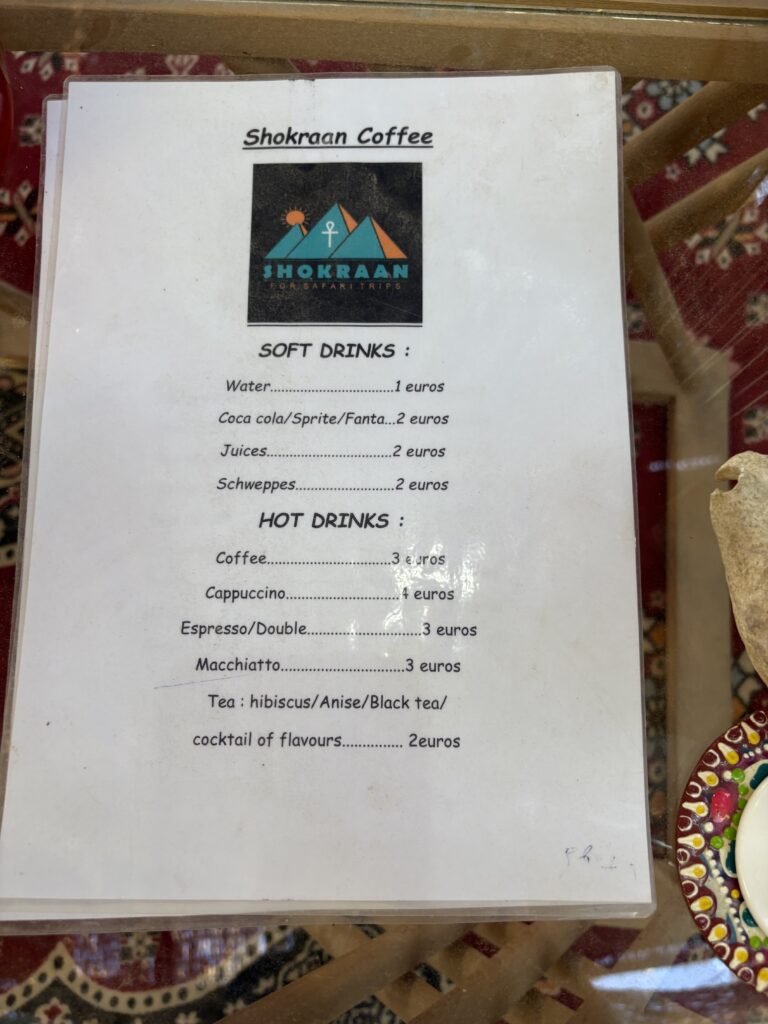 Shokraan Coffee
SHOKRAAN
FOR SAFARI TRIPS
SOFT DRINKS :
Water................................1 euros
Coca cola/Sprite/Fanta...2 euros
Juices................................2 euros
Schweppes.........................2 euros
HOT DRINKS :
Coffee...............................3 euros
Cappuccino............................4 euros
Espresso/Double............................3 euros
Macchiatto...............................3 euros
Tea : hibiscus/Anise/Black tea/
cocktail of flavours............... 2euros